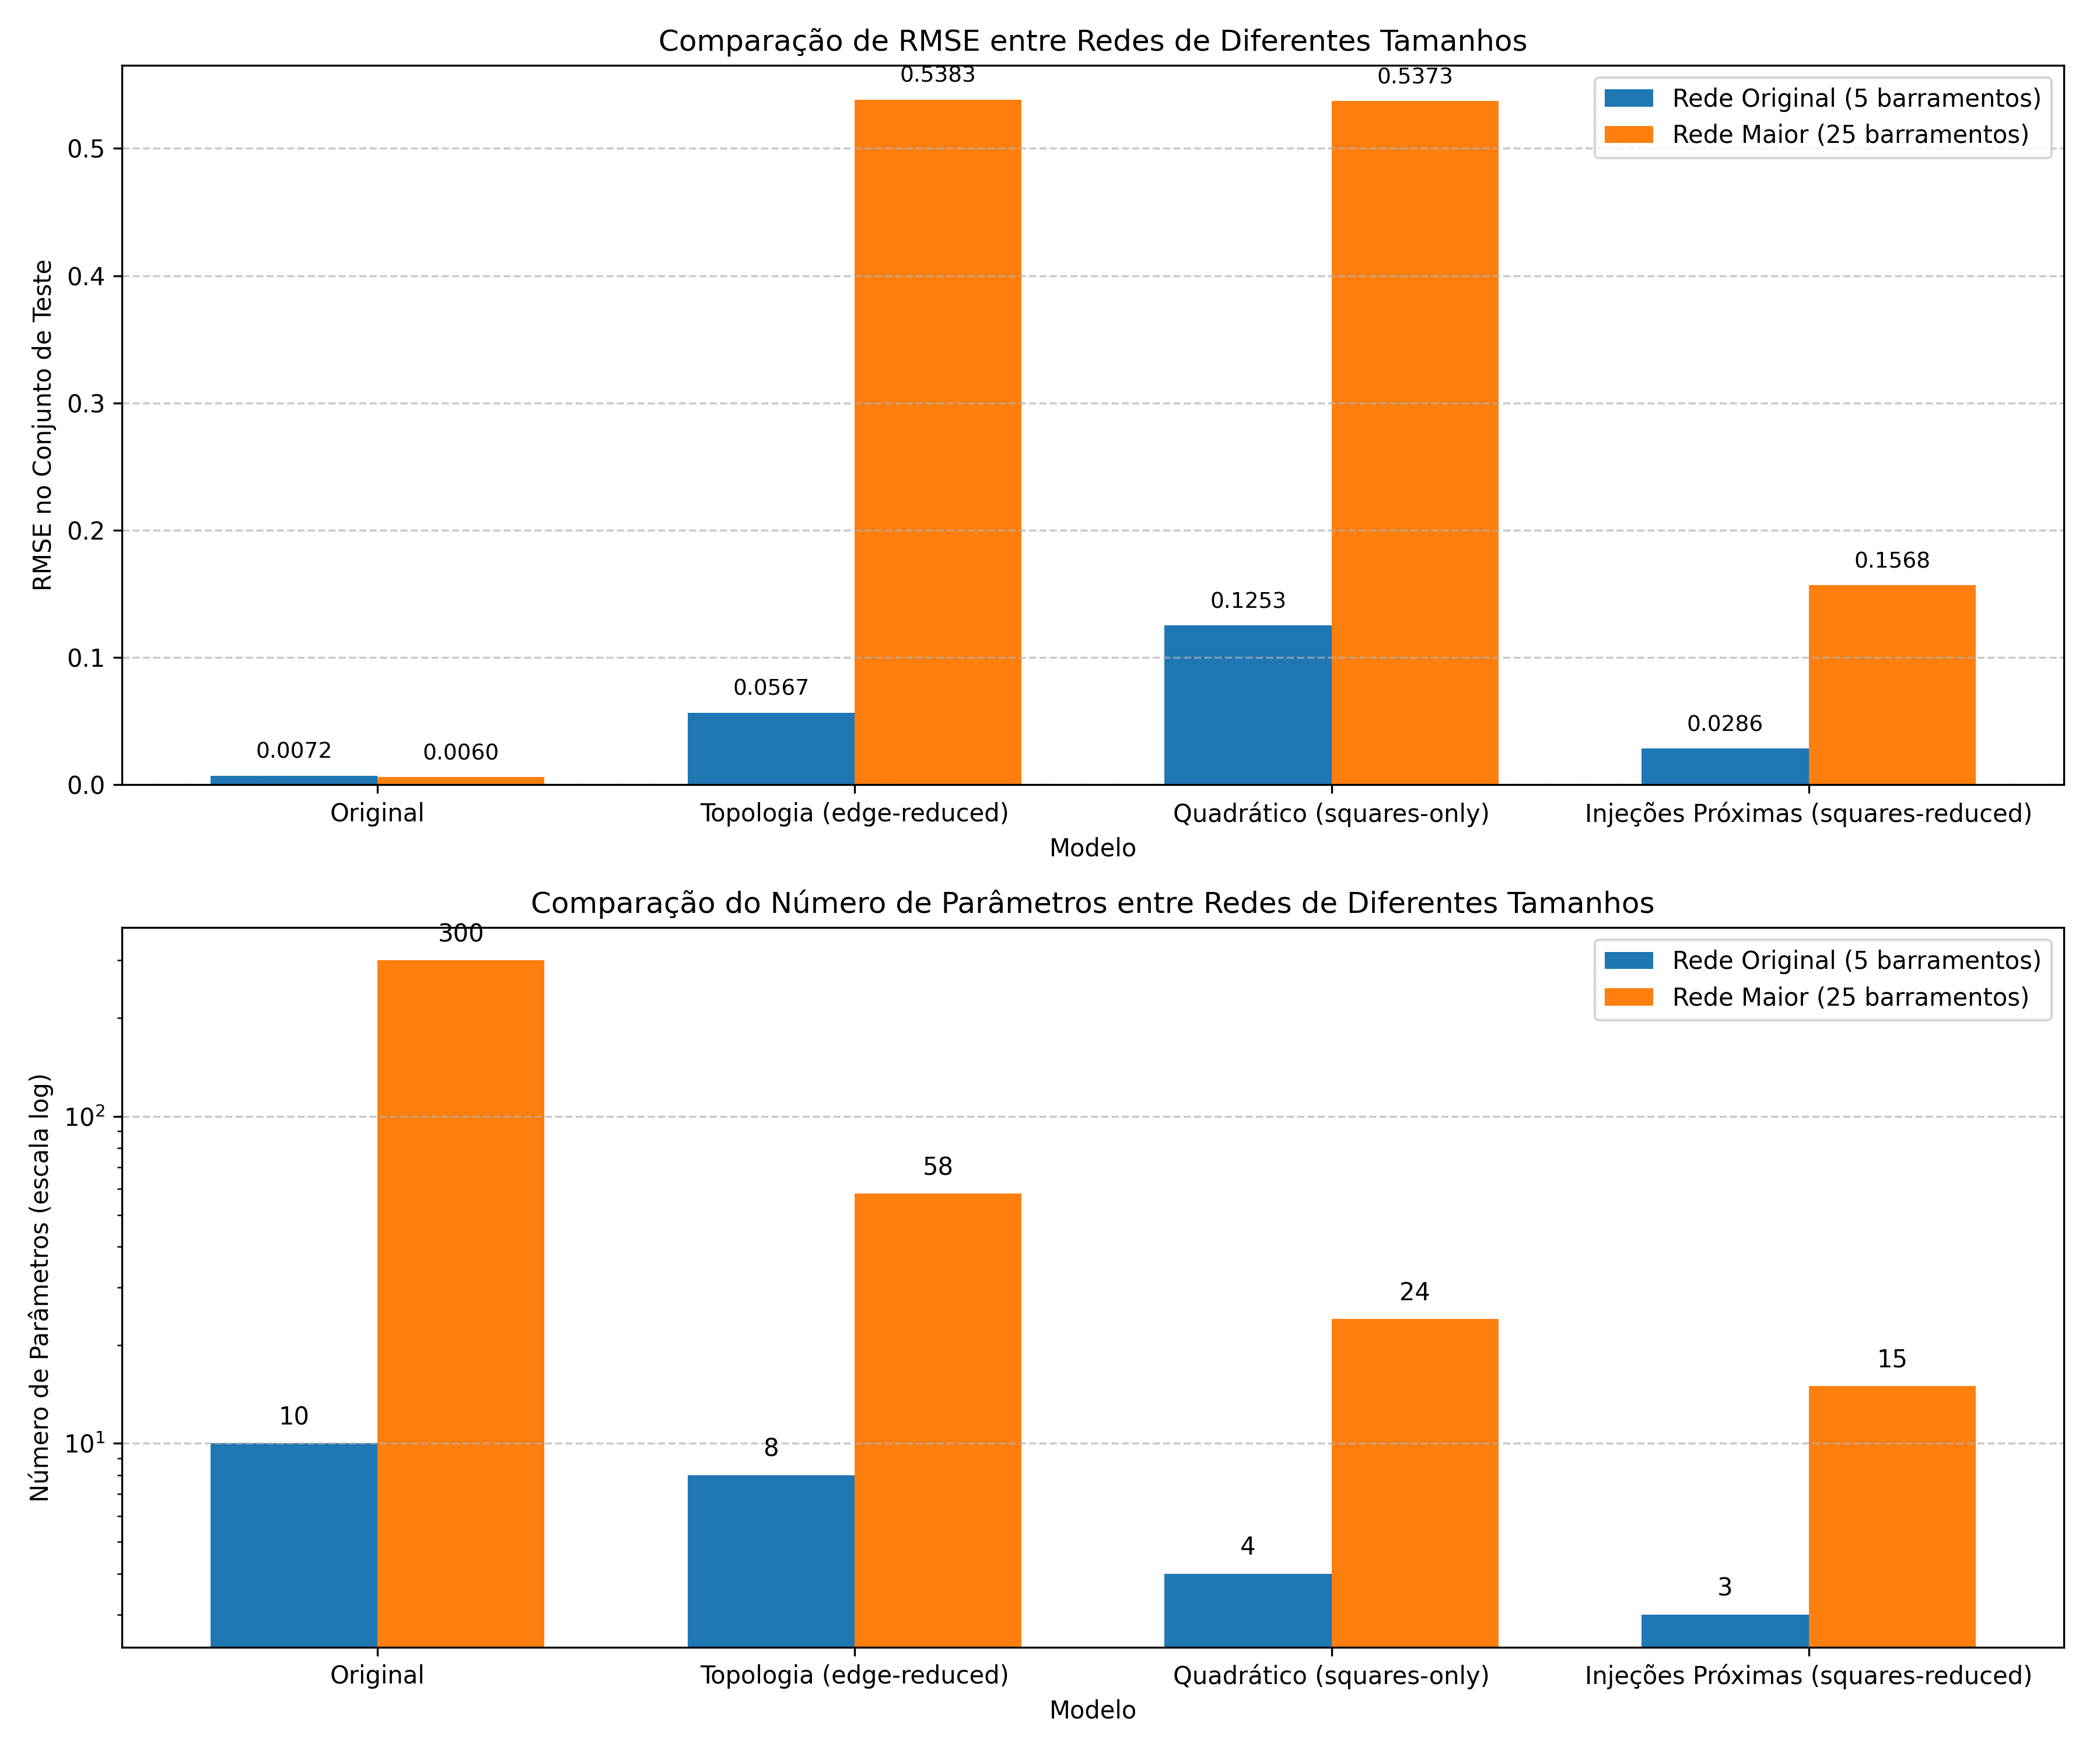 Comparação de RMSE entre Redes de Diferentes Tamanhos
0.5383
0.5373
Rede Original (5 barramentos)
Rede Maior (25 barramentos)
0.5
0.4
0.3
0.2
0.1
0.0
RMSE no Conjunto de Teste
0.0072
0.0060
0.0567
0.1253
0.0286
0.1568
Original
Topologia (edge-reduced)
Quadrático (squares-only)
Injeções Próximas (squares-reduced)
Modelo
Comparação do Número de Parâmetros entre Redes de Diferentes Tamanhos
300
Rede Original (5 barramentos)
Rede Maior (25 barramentos)
10²
10¹
Número de Parâmetros (escala log)
10
58
8
24
4
15
3
Original
Topologia (edge-reduced)
Quadrático (squares-only)
Injeções Próximas (squares-reduced)
Modelo